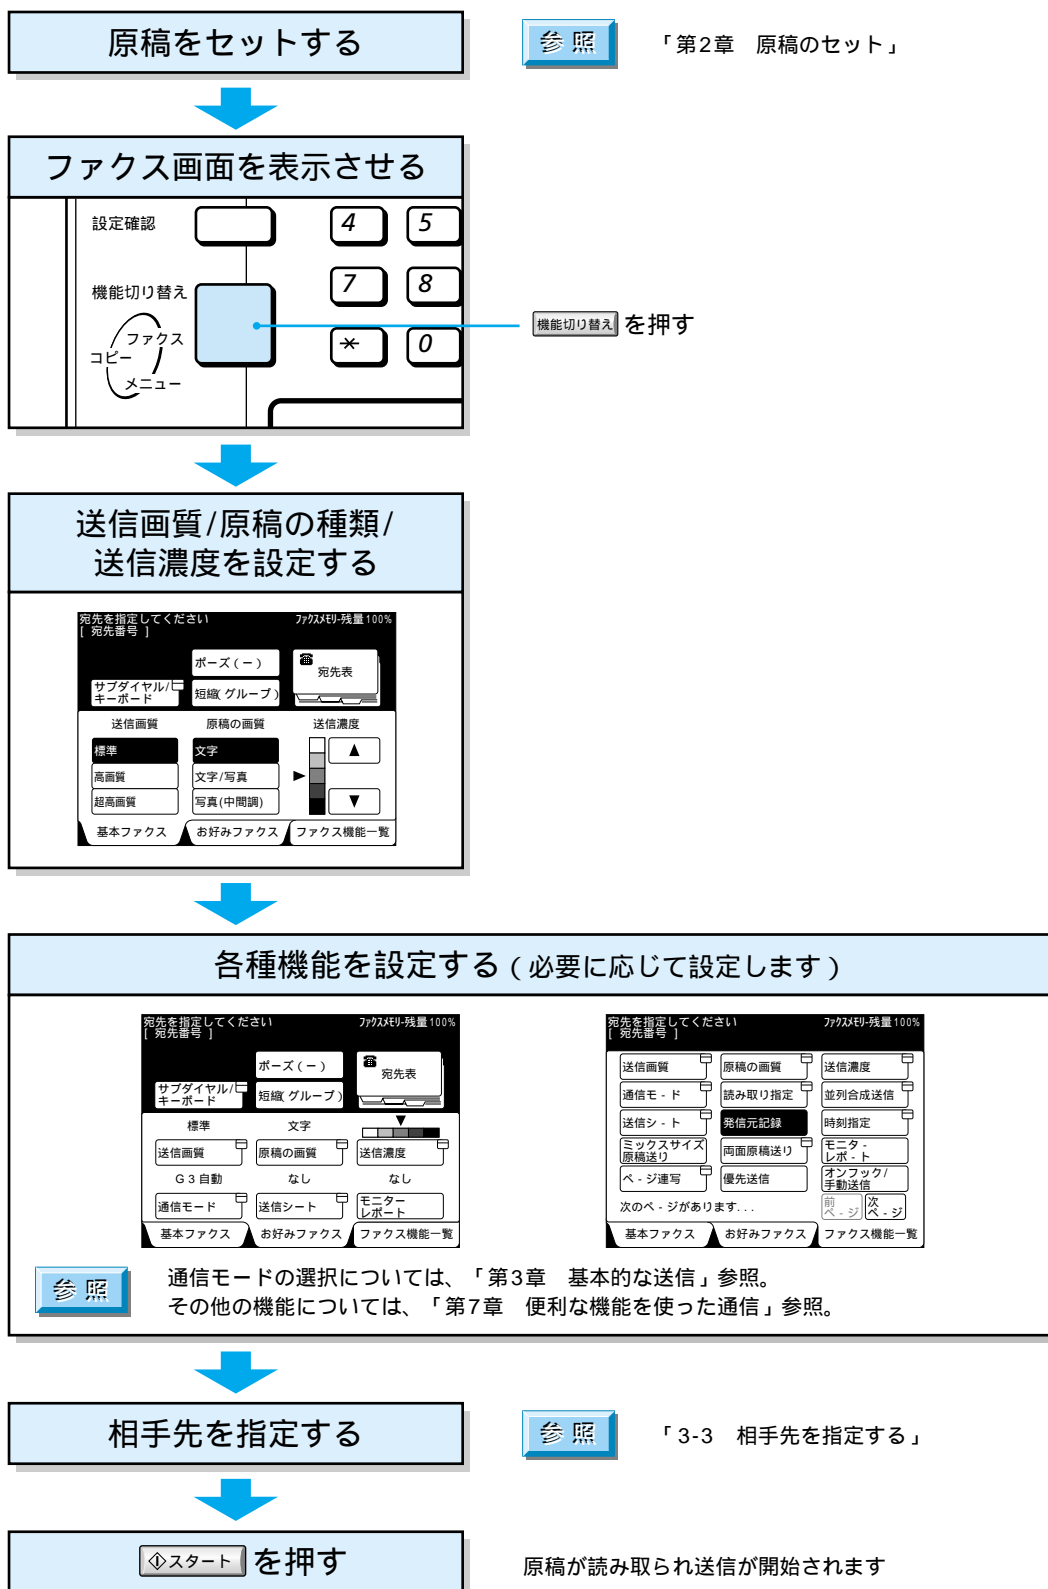 原稿をセットする
参照
「第2章　原稿のセット」
ファクス画面を表示させる
設定確認
4
5
機能切り替え
7
8
ファクス
コピー
メニュー
*
0
機能切り替え を押す
送信画質/原稿の種類/
送信濃度を設定する
宛先を指定してください
ファクスメモリ-残量100%
[ 宛先番号 ]
ポーズ(ー)
宛先表
サブダイヤル/
キーボード
短縮(グループ)
送信画質
原稿の画質
送信濃度
標準
文字
▲
高画質
文字/写真
超高画質
写真(中間調)
▼
基本ファクス
お好みファクス
ファクス機能一覧
各種機能を設定する(必要に応じて設定します)
宛先を指定してください
ファクスメモリ-残量100%
[ 宛先番号 ]
ポーズ(ー)
宛先表
サブダイヤル/
キーボード
短縮(グループ)
標準
文字
送信画質
原稿の画質
送信濃度
G3自動
なし
なし
通信モード
送信シート
モニター
レポート
基本ファクス
お好みファクス
ファクス機能一覧
宛先を指定してください
ファクスメモリ-残量100%
[ 宛先番号 ]
送信画質
原稿の画質
送信濃度
通信モ-ド
読み取り指定
並列合成送信
送信シ-ト
発信元記録
時刻指定
ミックスサイズ
原稿送り
両面原稿送り
モニタ-
レポ-ト
ペ-ジ連写
優先送信
オンフック/
手動送信
次のペ-ジがあります...
前
ペ-ジ
次
ペ-ジ
基本ファクス
お好みファクス
ファクス機能一覧
参照
通信モードの選択については、「第3章　基本的な送信」参照。
その他の機能については、「第7章　便利な機能を使った通信」参照。
相手先を指定する
参照
「3-3　相手先を指定する」
スタート を押す
原稿が読み取られ送信が開始されます